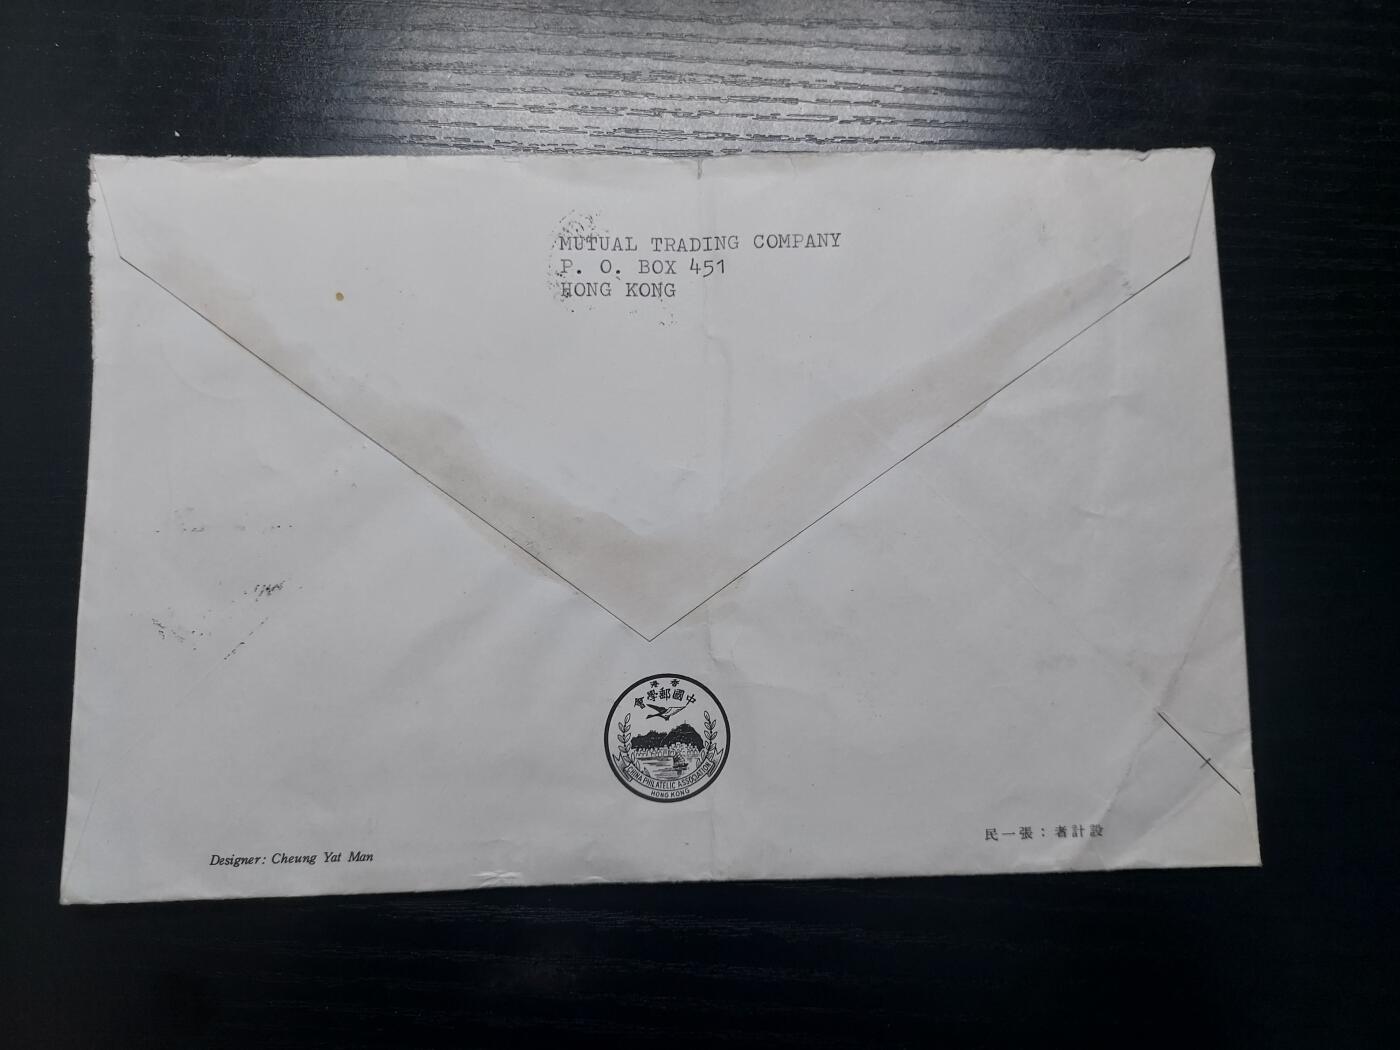 MUTUAL TRADING COMPANY
P. O. BOX 451
HONG KONG
港香
會學郵國中
CHINA PHILATELIC ASSOCIATION
HONG KONG
Designer: Cheung Yat Man
民一張：者計設